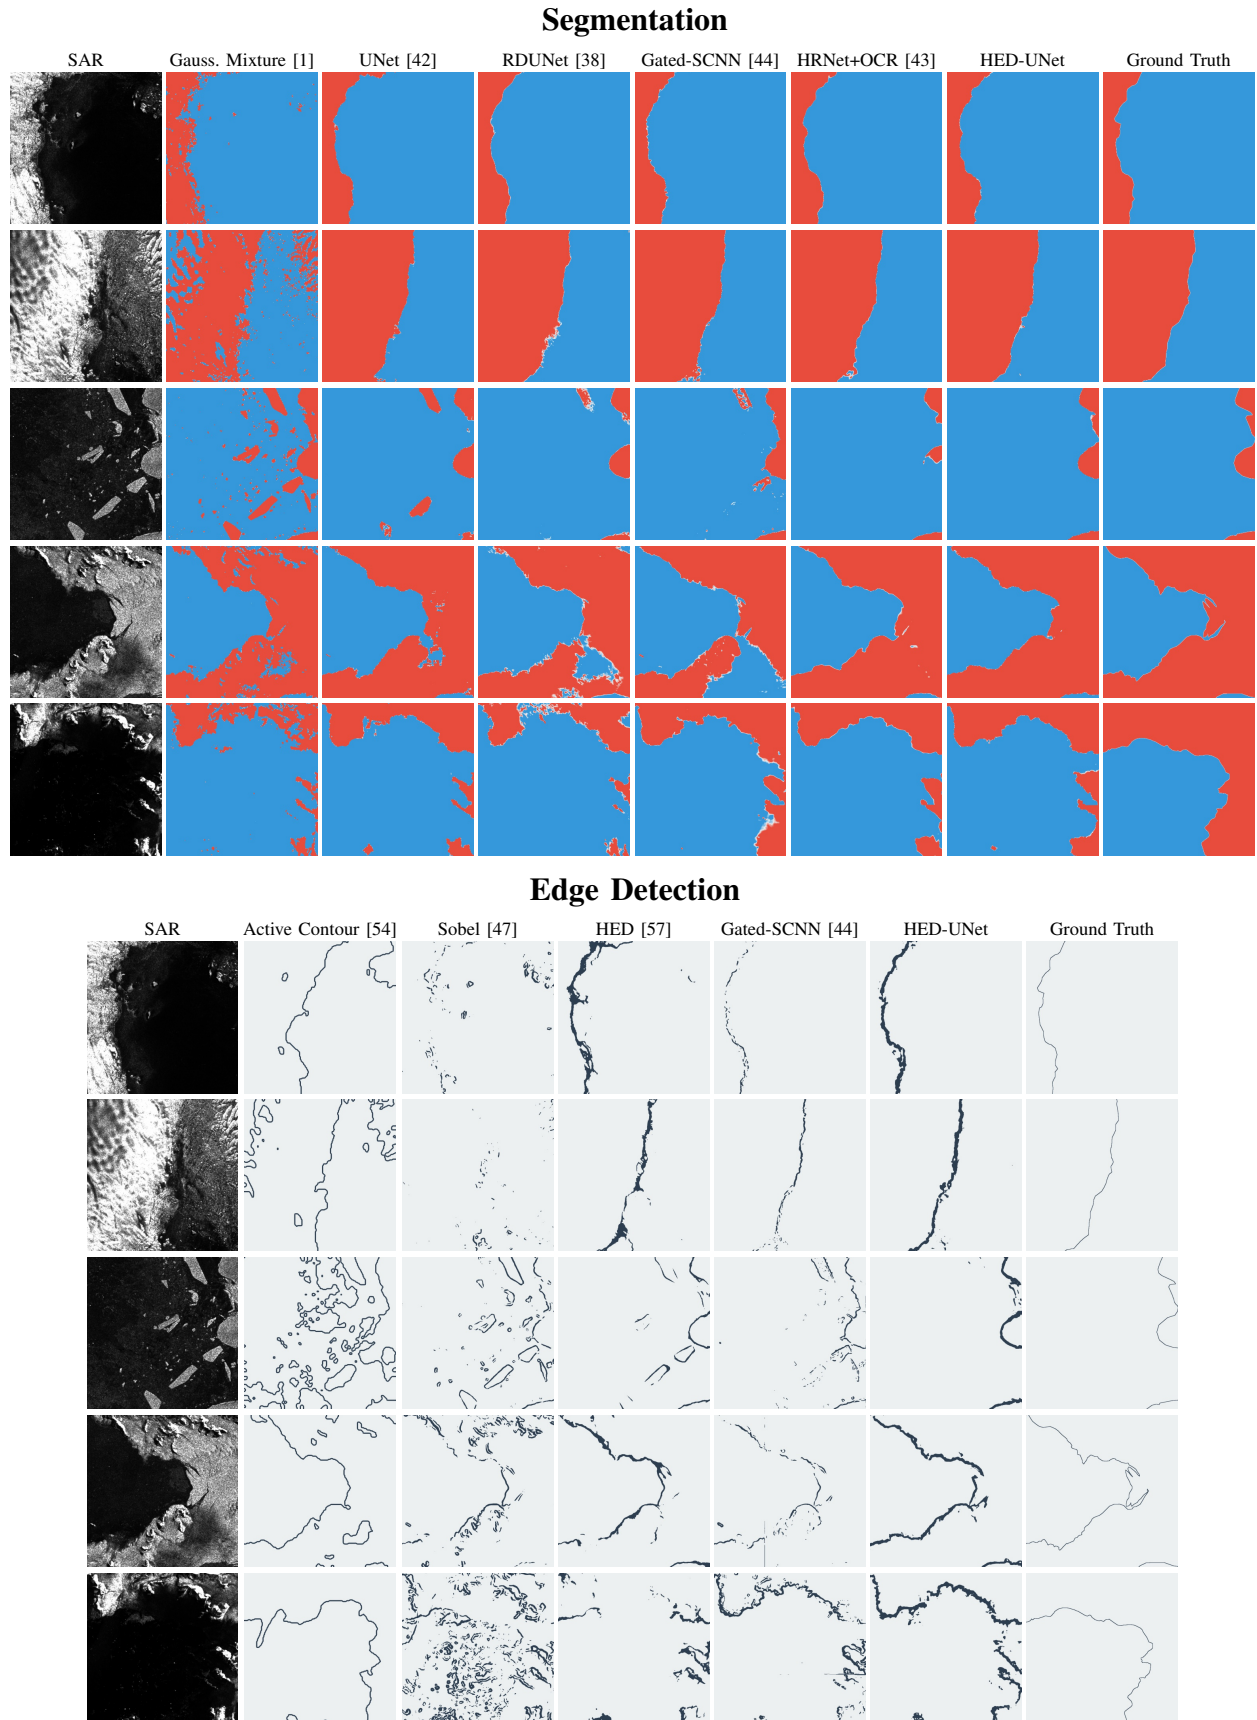 Segmentation
SAR Gauss. Mixture [1] UNet [42] RDUNet [38] Gated-SCNN [44] HRNet+OCR [43] HED-UNet Ground Truth
Edge Detection
SAR Active Contour [54] Sobel [47] HED [57] Gated-SCNN [44] HED-UNet Ground Truth